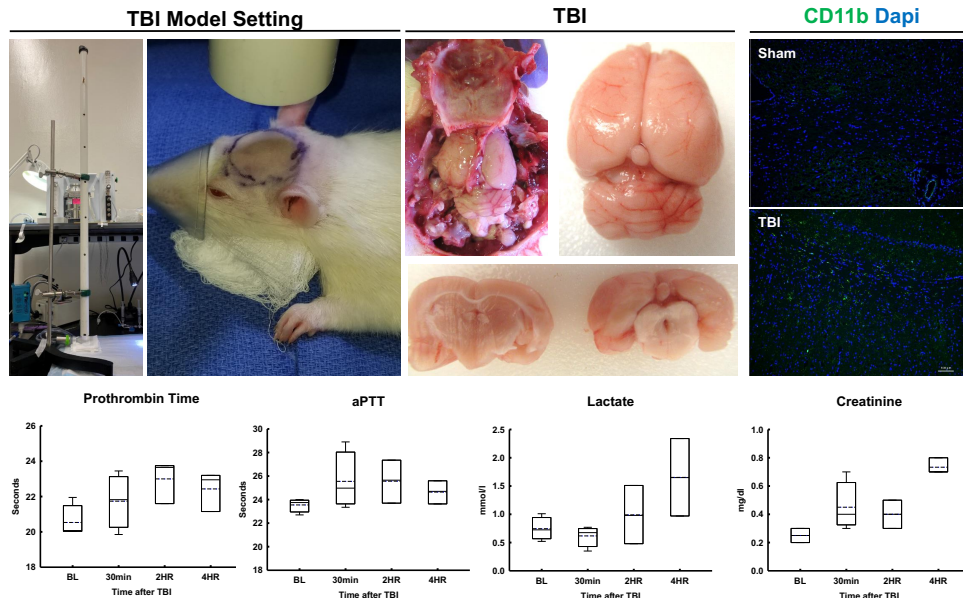 TBI Model Setting
TBI
CD11b Dapi
Sham
TBI
Prothrombin Time
26
24
22
20
18
Seconds
BL 30min 2HR 4HR
Time after TBI
aPTT
30
28
26
24
22
20
18
Seconds
BL 30min 2HR 4HR
Time after TBI
Lactate
2.5
2.0
1.5
1.0
0.5
0.0
mmol/l
BL 30min 2HR 4HR
Time after TBI
Creatinine
1.0
0.8
0.6
0.4
0.2
0.0
mg/dl
BL 30min 2HR 4HR
Time after TBI